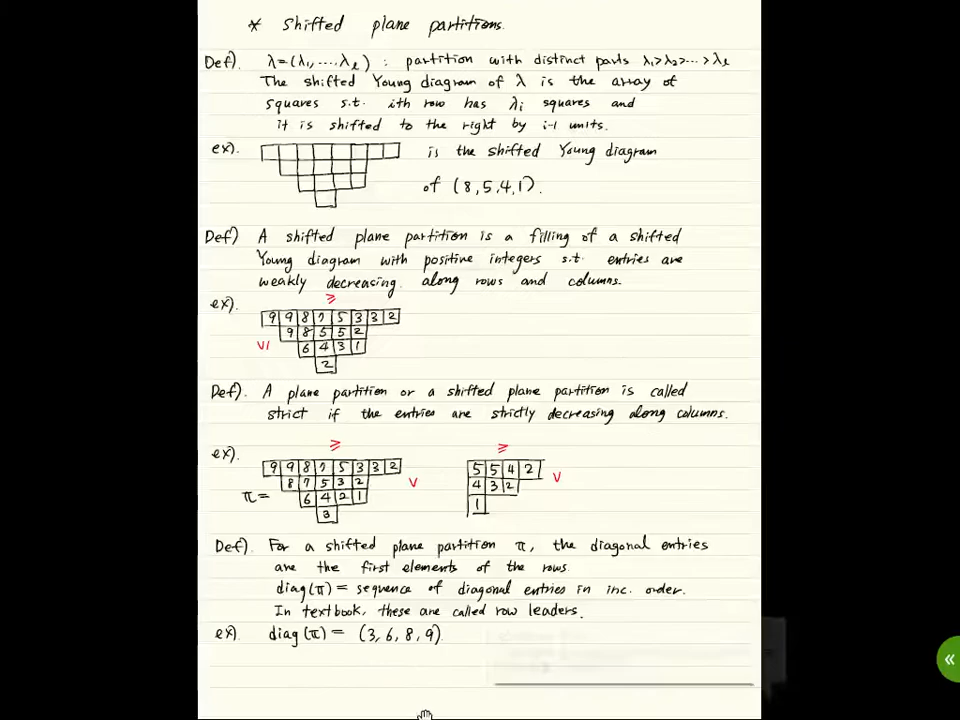 * Shifted plane partitions.
Def). λ=(λ₁,…,λℓ) : partition with distinct parts λ₁>λ₂>⋯>λℓ
The shifted Young diagram of λ is the array of
squares s.t. ith row has λᵢ squares and
it is shifted to the right by i-1 units.
ex). is the shifted Young diagram
of (8,5,4,1).
Def) A shifted plane partition is a filling of a shifted
Young diagram with positive integers s.t. entries are
weakly decreasing along rows and columns.
≥
ex).
9 9 8 7 5 3 3 2
9 8 5 5 2
VI 6 4 3 1
2
Def). A plane partition or a shifted plane partition is called
strict if the entries are strictly decreasing along columns.
≥ ≥
ex).
9 9 8 7 5 3 3 2 5 5 4 2
8 7 5 3 2 V 4 3 2 V
π= 6 4 2 1 1
3
Def). For a shifted plane partition π, the diagonal entries
are the first elements of the rows.
diag(π) = sequence of diagonal entries in inc. order.
In textbook, these are called row leaders.
ex). diag(π) = (3,6,8,9)
«